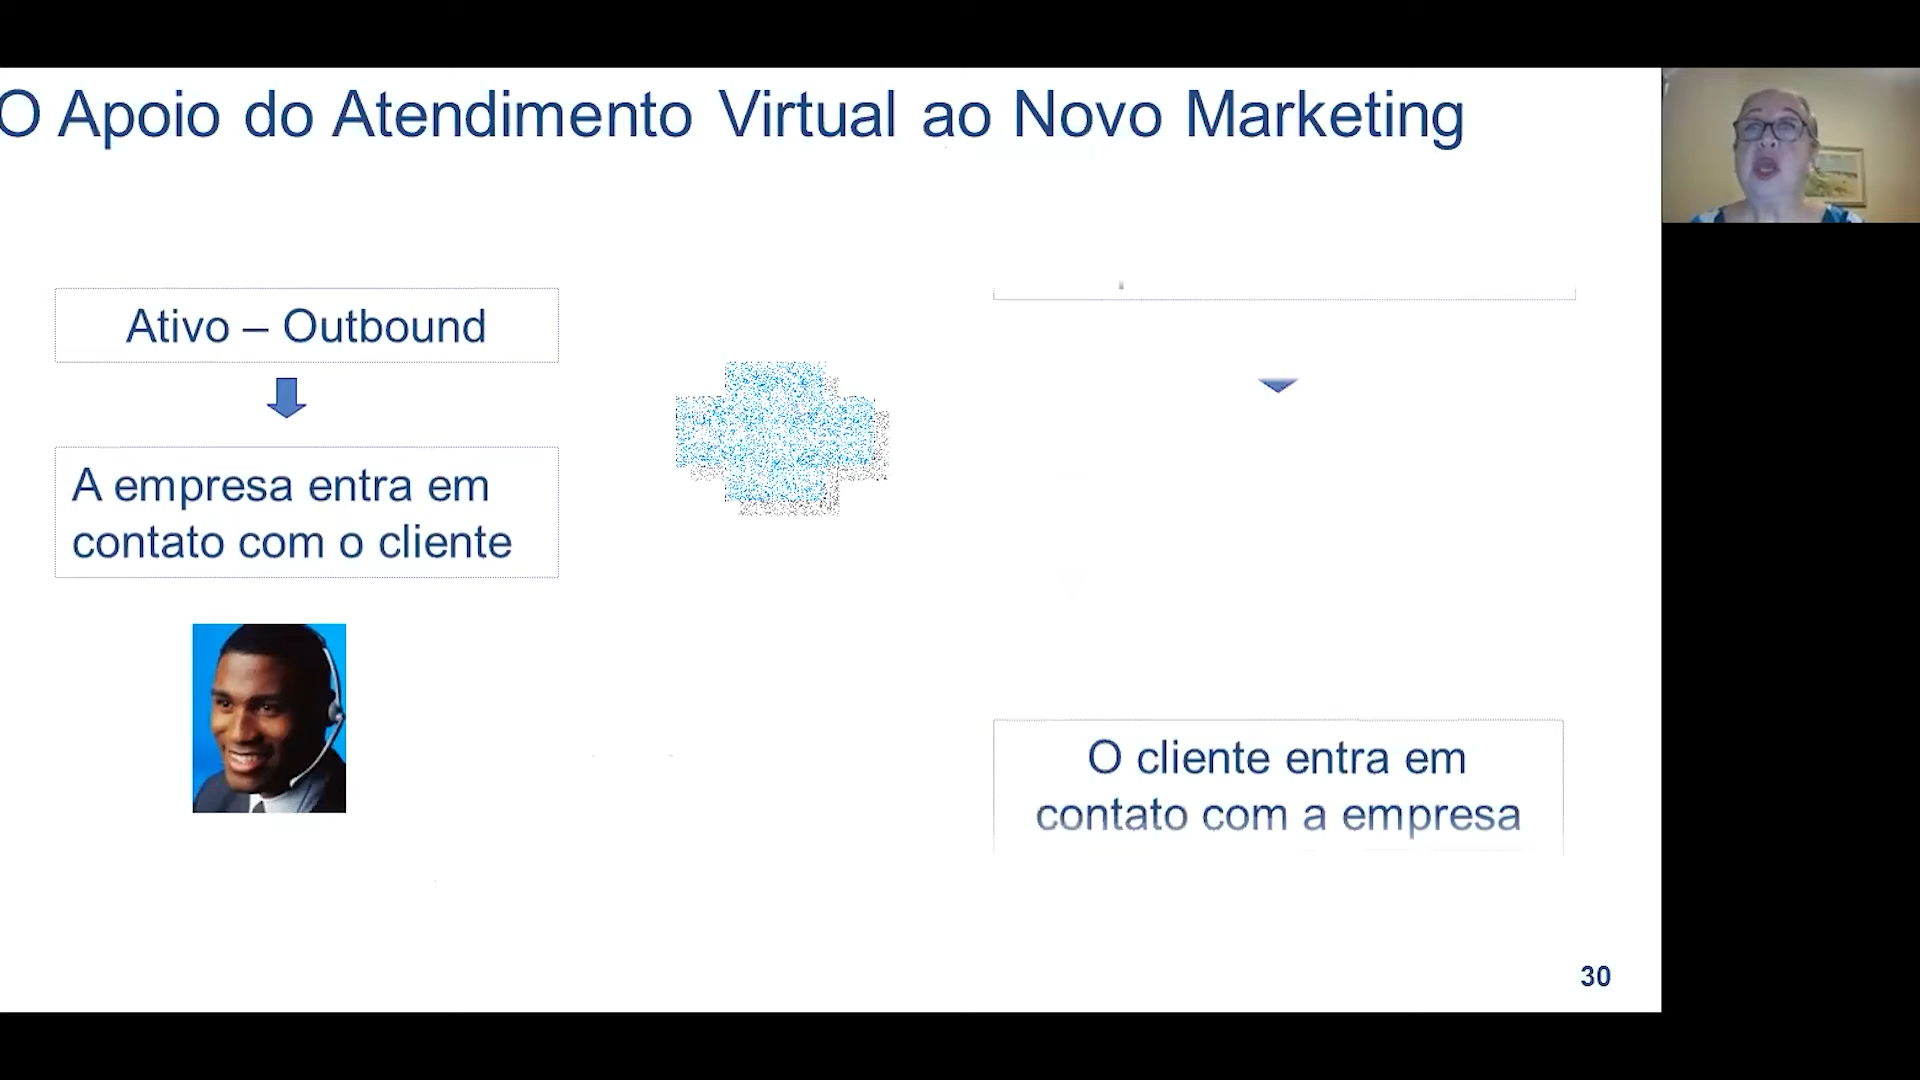 O Apoio do Atendimento Virtual ao Novo Marketing
Ativo – Outbound
A empresa entra em
contato com o cliente
O cliente entra em
contato com a empresa
30